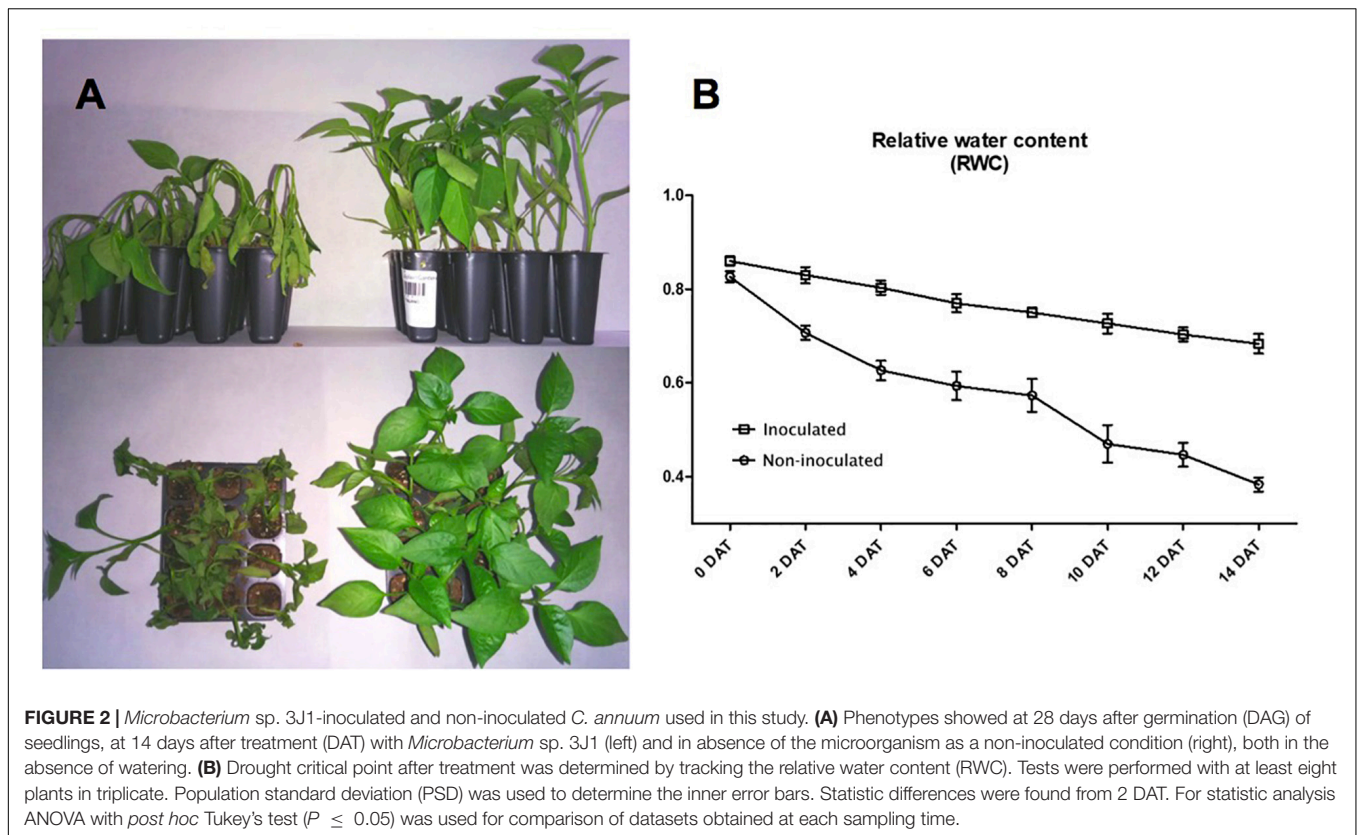 A
B
Relative water content
(RWC)
1.0
0.8
0.6
0.4
Inoculated
Non-inoculated
0 DAT
2 DAT
4 DAT
6 DAT
8 DAT
10 DAT
12 DAT
14 DAT
FIGURE 2 | Microbacterium sp. 3J1-inoculated and non-inoculated C. annuum used in this study. (A) Phenotypes showed at 28 days after germination (DAG) of
seedlings, at 14 days after treatment (DAT) with Microbacterium sp. 3J1 (left) and in absence of the microorganism as a non-inoculated condition (right), both in the
absence of watering. (B) Drought critical point after treatment was determined by tracking the relative water content (RWC). Tests were performed with at least eight
plants in triplicate. Population standard deviation (PSD) was used to determine the inner error bars. Statistic differences were found from 2 DAT. For statistic analysis
ANOVA with post hoc Tukey's test (P ≤ 0.05) was used for comparison of datasets obtained at each sampling time.